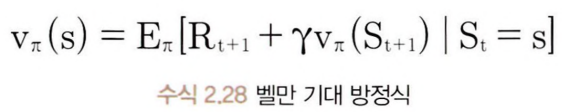 vπ(s) = Eπ[Rt+1 + γvπ(St+1) | St = s]
수식 2.28 벨만 기대 방정식